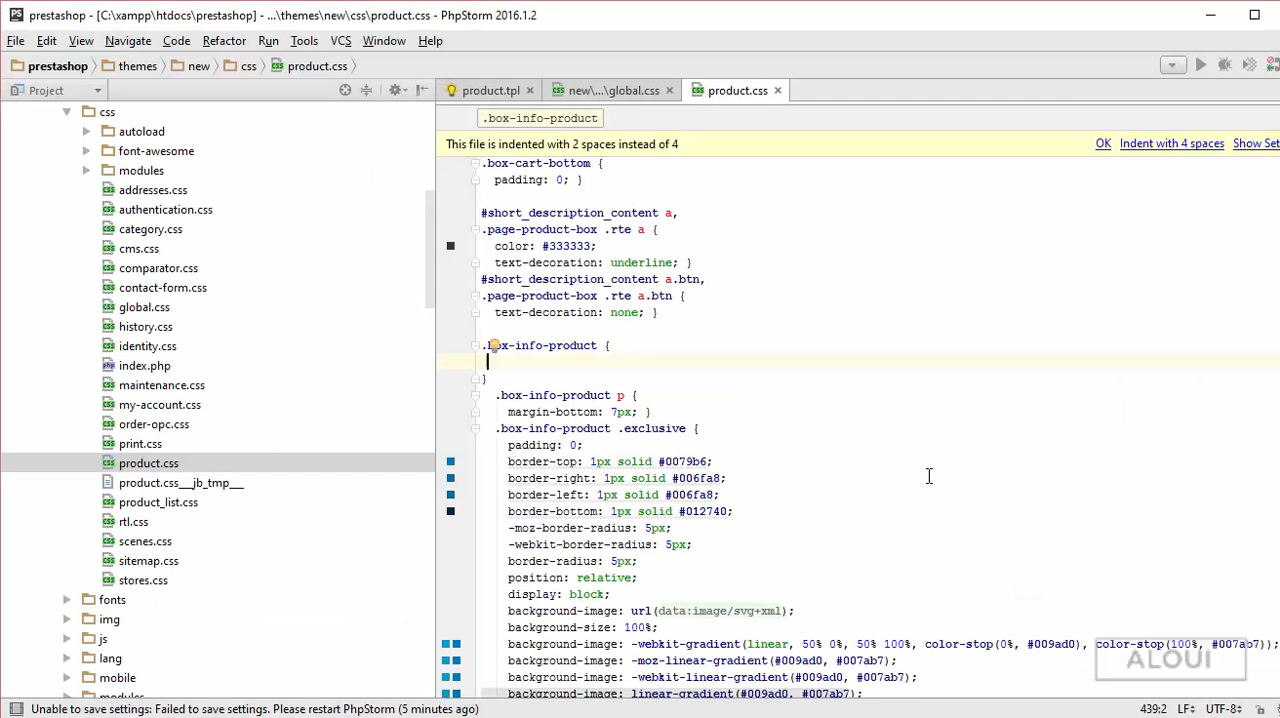 prestashop - [C:\xampp\htdocs\prestashop] - ...\themes\new\css\product.css - PhpStorm 2016.1.2
File Edit View Navigate Code Refactor Run Tools VCS Window Help
prestashop themes new css product.css
Project product.tpl new\...\global.css product.css
css
autoload
font-awesome
modules
addresses.css
authentication.css
category.css
cms.css
comparator.css
contact-form.css
global.css
history.css
identity.css
index.php
maintenance.css
my-account.css
order-opc.css
print.css
product.css
product.css__jb_tmp__
product_list.css
rtl.css
scenes.css
sitemap.css
stores.css
fonts
img
js
lang
mobile
modules
.box-info-product
This file is indented with 2 spaces instead of 4 OK Indent with 4 spaces Show Set
.box-cart-bottom {
padding: 0; }
#short_description_content a,
.page-product-box .rte a {
color: #333333;
text-decoration: underline; }
#short_description_content a.btn,
.page-product-box .rte a.btn {
text-decoration: none; }
.box-info-product {
}
.box-info-product p {
margin-bottom: 7px; }
.box-info-product .exclusive {
padding: 0;
border-top: 1px solid #0079b6;
border-right: 1px solid #006fa8;
border-left: 1px solid #006fa8;
border-bottom: 1px solid #012740;
-moz-border-radius: 5px;
-webkit-border-radius: 5px;
border-radius: 5px;
position: relative;
display: block;
background-image: url(data:image/svg+xml);
background-size: 100%;
background-image: -webkit-gradient(linear, 50% 0%, 50% 100%, color-stop(0%, #009ad0), color-stop(100%, #007ab7));
background-image: -moz-linear-gradient(#009ad0, #007ab7);
background-image: -webkit-linear-gradient(#009ad0, #007ab7);
background-image: linear-gradient(#009ad0, #007ab7);
ALOUI
Unable to save settings: Failed to save settings. Please restart PhpStorm (5 minutes ago) 439:2 LF÷ UTF-8÷